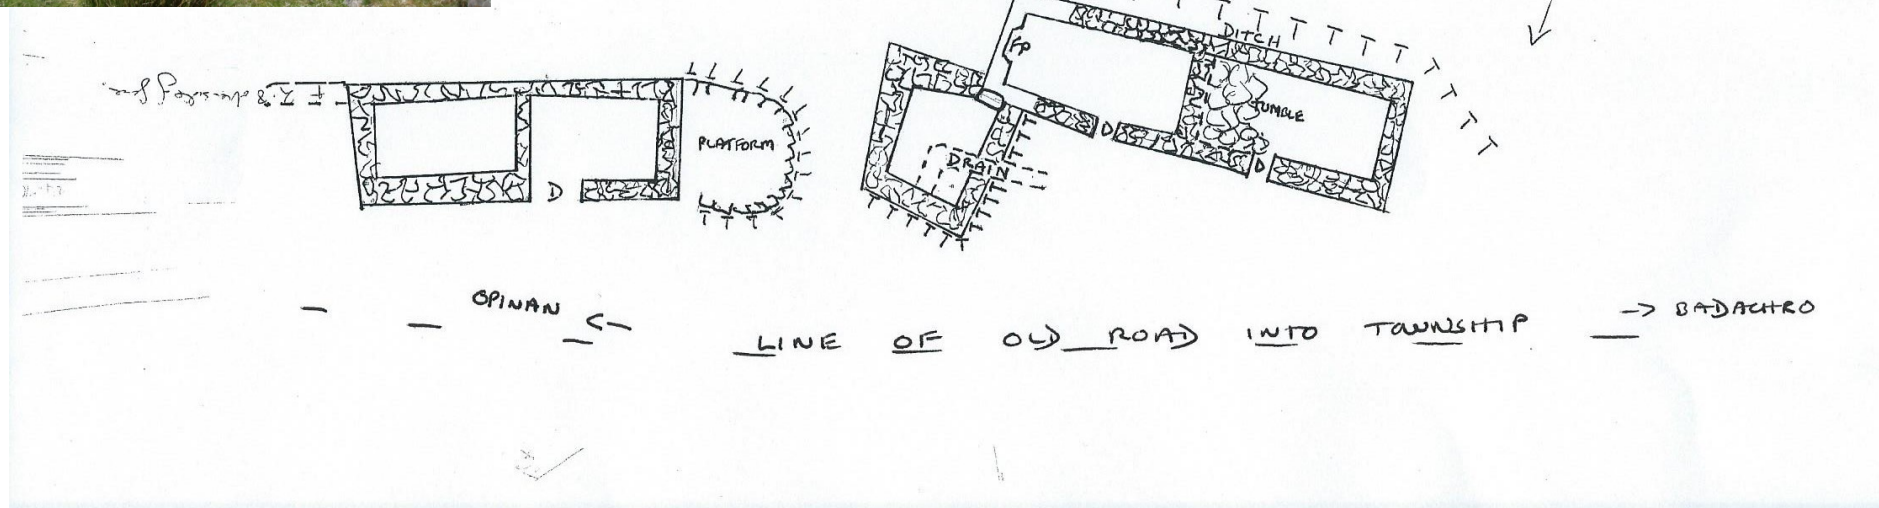 DITCH
FP
TUMBLE
D
D
DRAIN
PLATFORM
D
OPINAN <-
LINE OF OLD ROAD INTO TOWNSHIP
-> BADACHRO